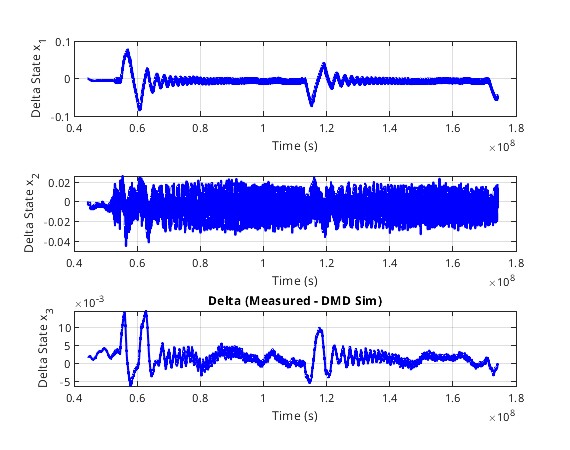 0.1
0
-0.1
Delta State x1
0.4 0.6 0.8 1 1.2 1.4 1.6 1.8
Time (s)
×10^8
0.02
0
-0.02
-0.04
Delta State x2
0.4 0.6 0.8 1 1.2 1.4 1.6 1.8
Time (s)
×10^8
Delta (Measured - DMD Sim)
×10^-3
10
5
0
-5
Delta State x3
0.4 0.6 0.8 1 1.2 1.4 1.6 1.8
Time (s)
×10^8